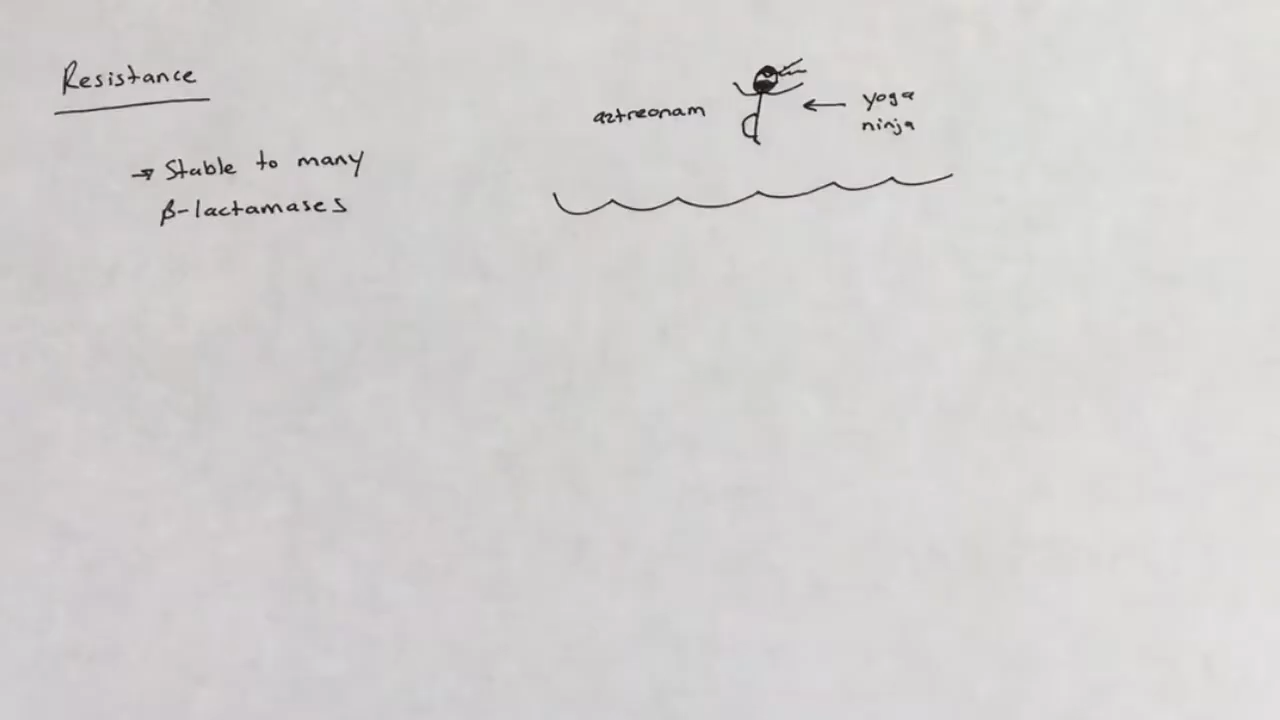 Resistance
→ Stable to many
β-lactamases
aztreonam
← yoga
ninja